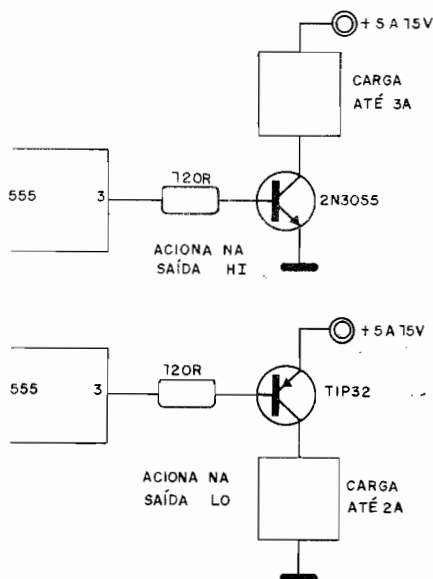 + 5 A 15V
CARGA
ATÉ 3A
120R
555
3
2N3055
ACIONA NA
SAÍDA HI
+ 5 A 15V
120R
555
3
TIP32
ACIONA NA
SAÍDA LO
CARGA
ATÉ 2A